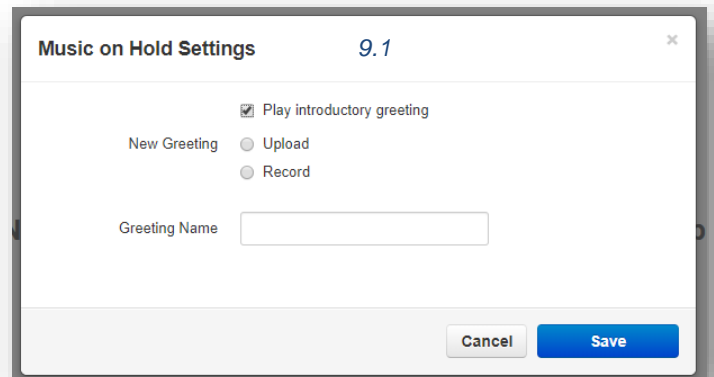 Music on Hold Settings 9.1 ×
Play introductory greeting
New Greeting Upload
Record
Greeting Name
Cancel Save